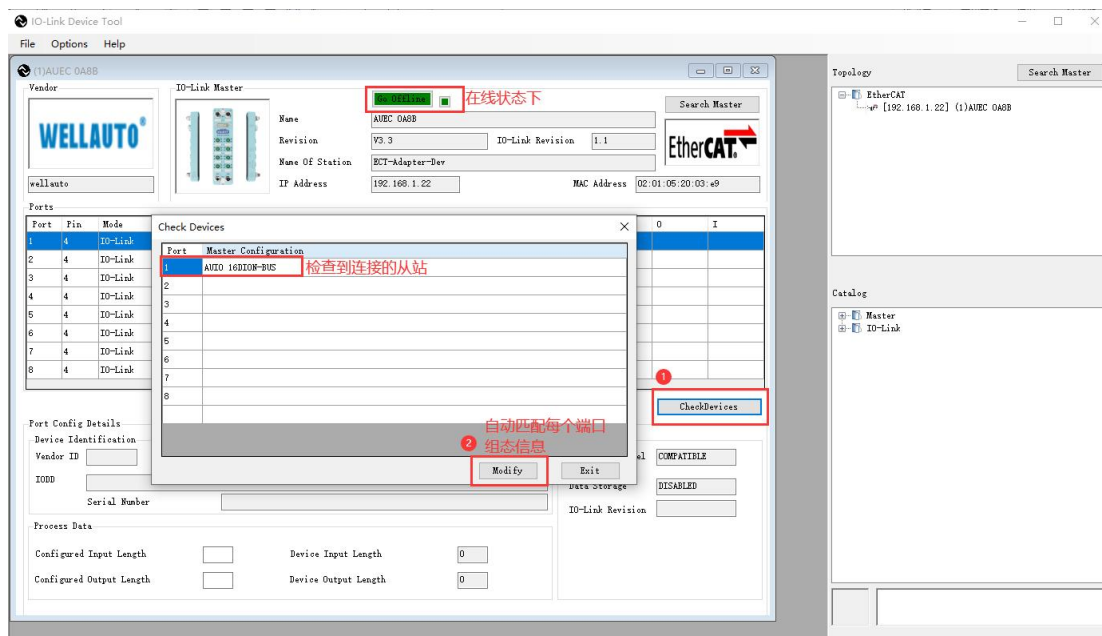 IO-Link Device Tool
File Options Help
(1)AUEC 0A8B
Vendor
IO-Link Master
Go Offline
在线状态下
Search Master
WELLAUTO®
Name
AUEC 0A8B
Revision
V3.3
IO-Link Revision
1.1
EtherCAT.
Name Of Station
ECT-Adapter-Dev
wellauto
IP Address
192.168.1.22
MAC Address
02:01:05:20:03:e9
Ports
Port Pin Mode
O I
1 4 IO-Link
2 4 IO-Link
3 4 IO-Link
4 4 IO-Link
5 4 IO-Link
6 4 IO-Link
7 4 IO-Link
8 4 IO-Link
Check Devices
Port Master Configuration
1 AUIO 16DION-BUS
检查到连接的从站
2
3
4
5
6
7
8
1
CheckDevices
自动匹配每个端口
2 组态信息
Modify
Exit
Port Config Details
Device Identification
Vendor ID
el COMPATIBLE
IODD
Data Storage
DISABLED
Serial Number
IO-Link Revision
Process Data
Configured Input Length
Device Input Length
0
Configured Output Length
Device Output Length
0
Topology
Search Master
EtherCAT
[192.168.1.22] (1)AUEC 0A8B
Catalog
Master
IO-Link